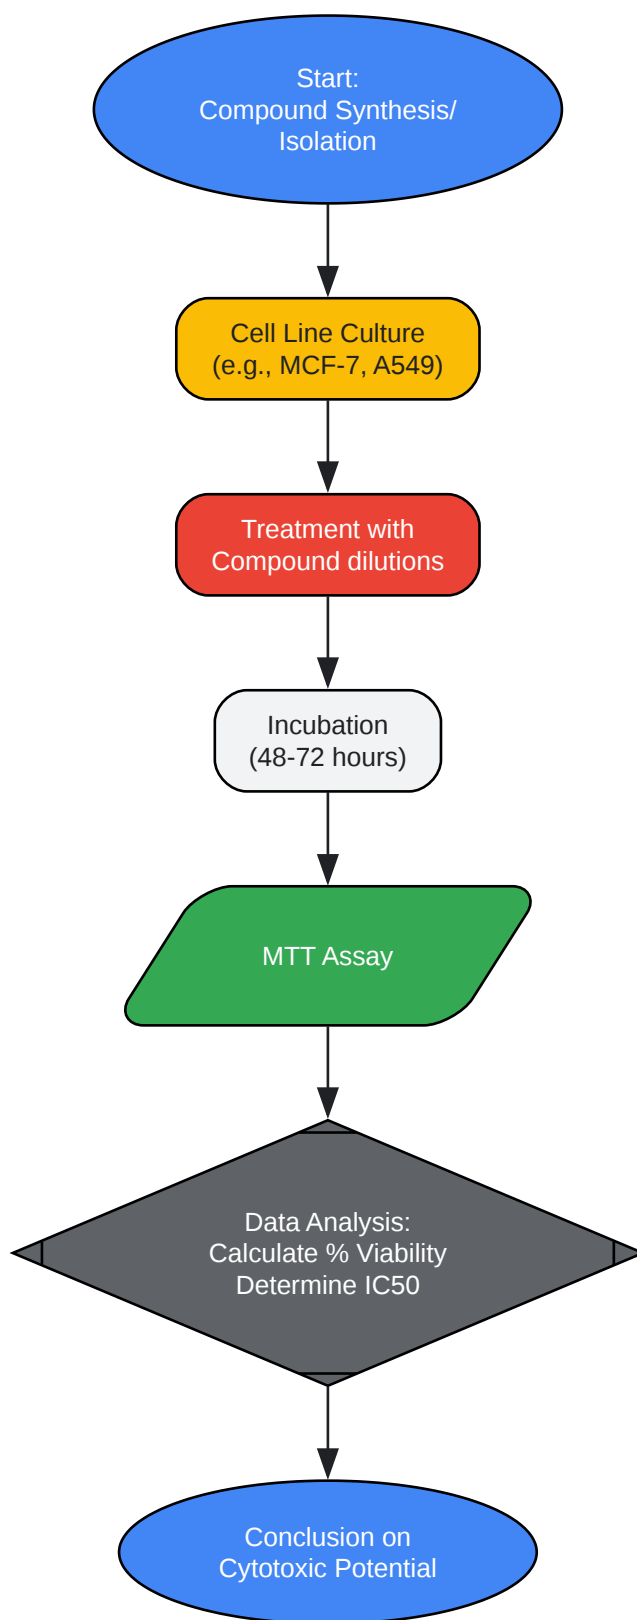 Start:
Compound Synthesis/
Isolation
Cell Line Culture
(e.g., MCF-7, A549)
Treatment with
Compound dilutions
Incubation
(48-72 hours)
MTT Assay
Data Analysis:
Calculate % Viability
Determine IC50
Conclusion on
Cytotoxic Potential